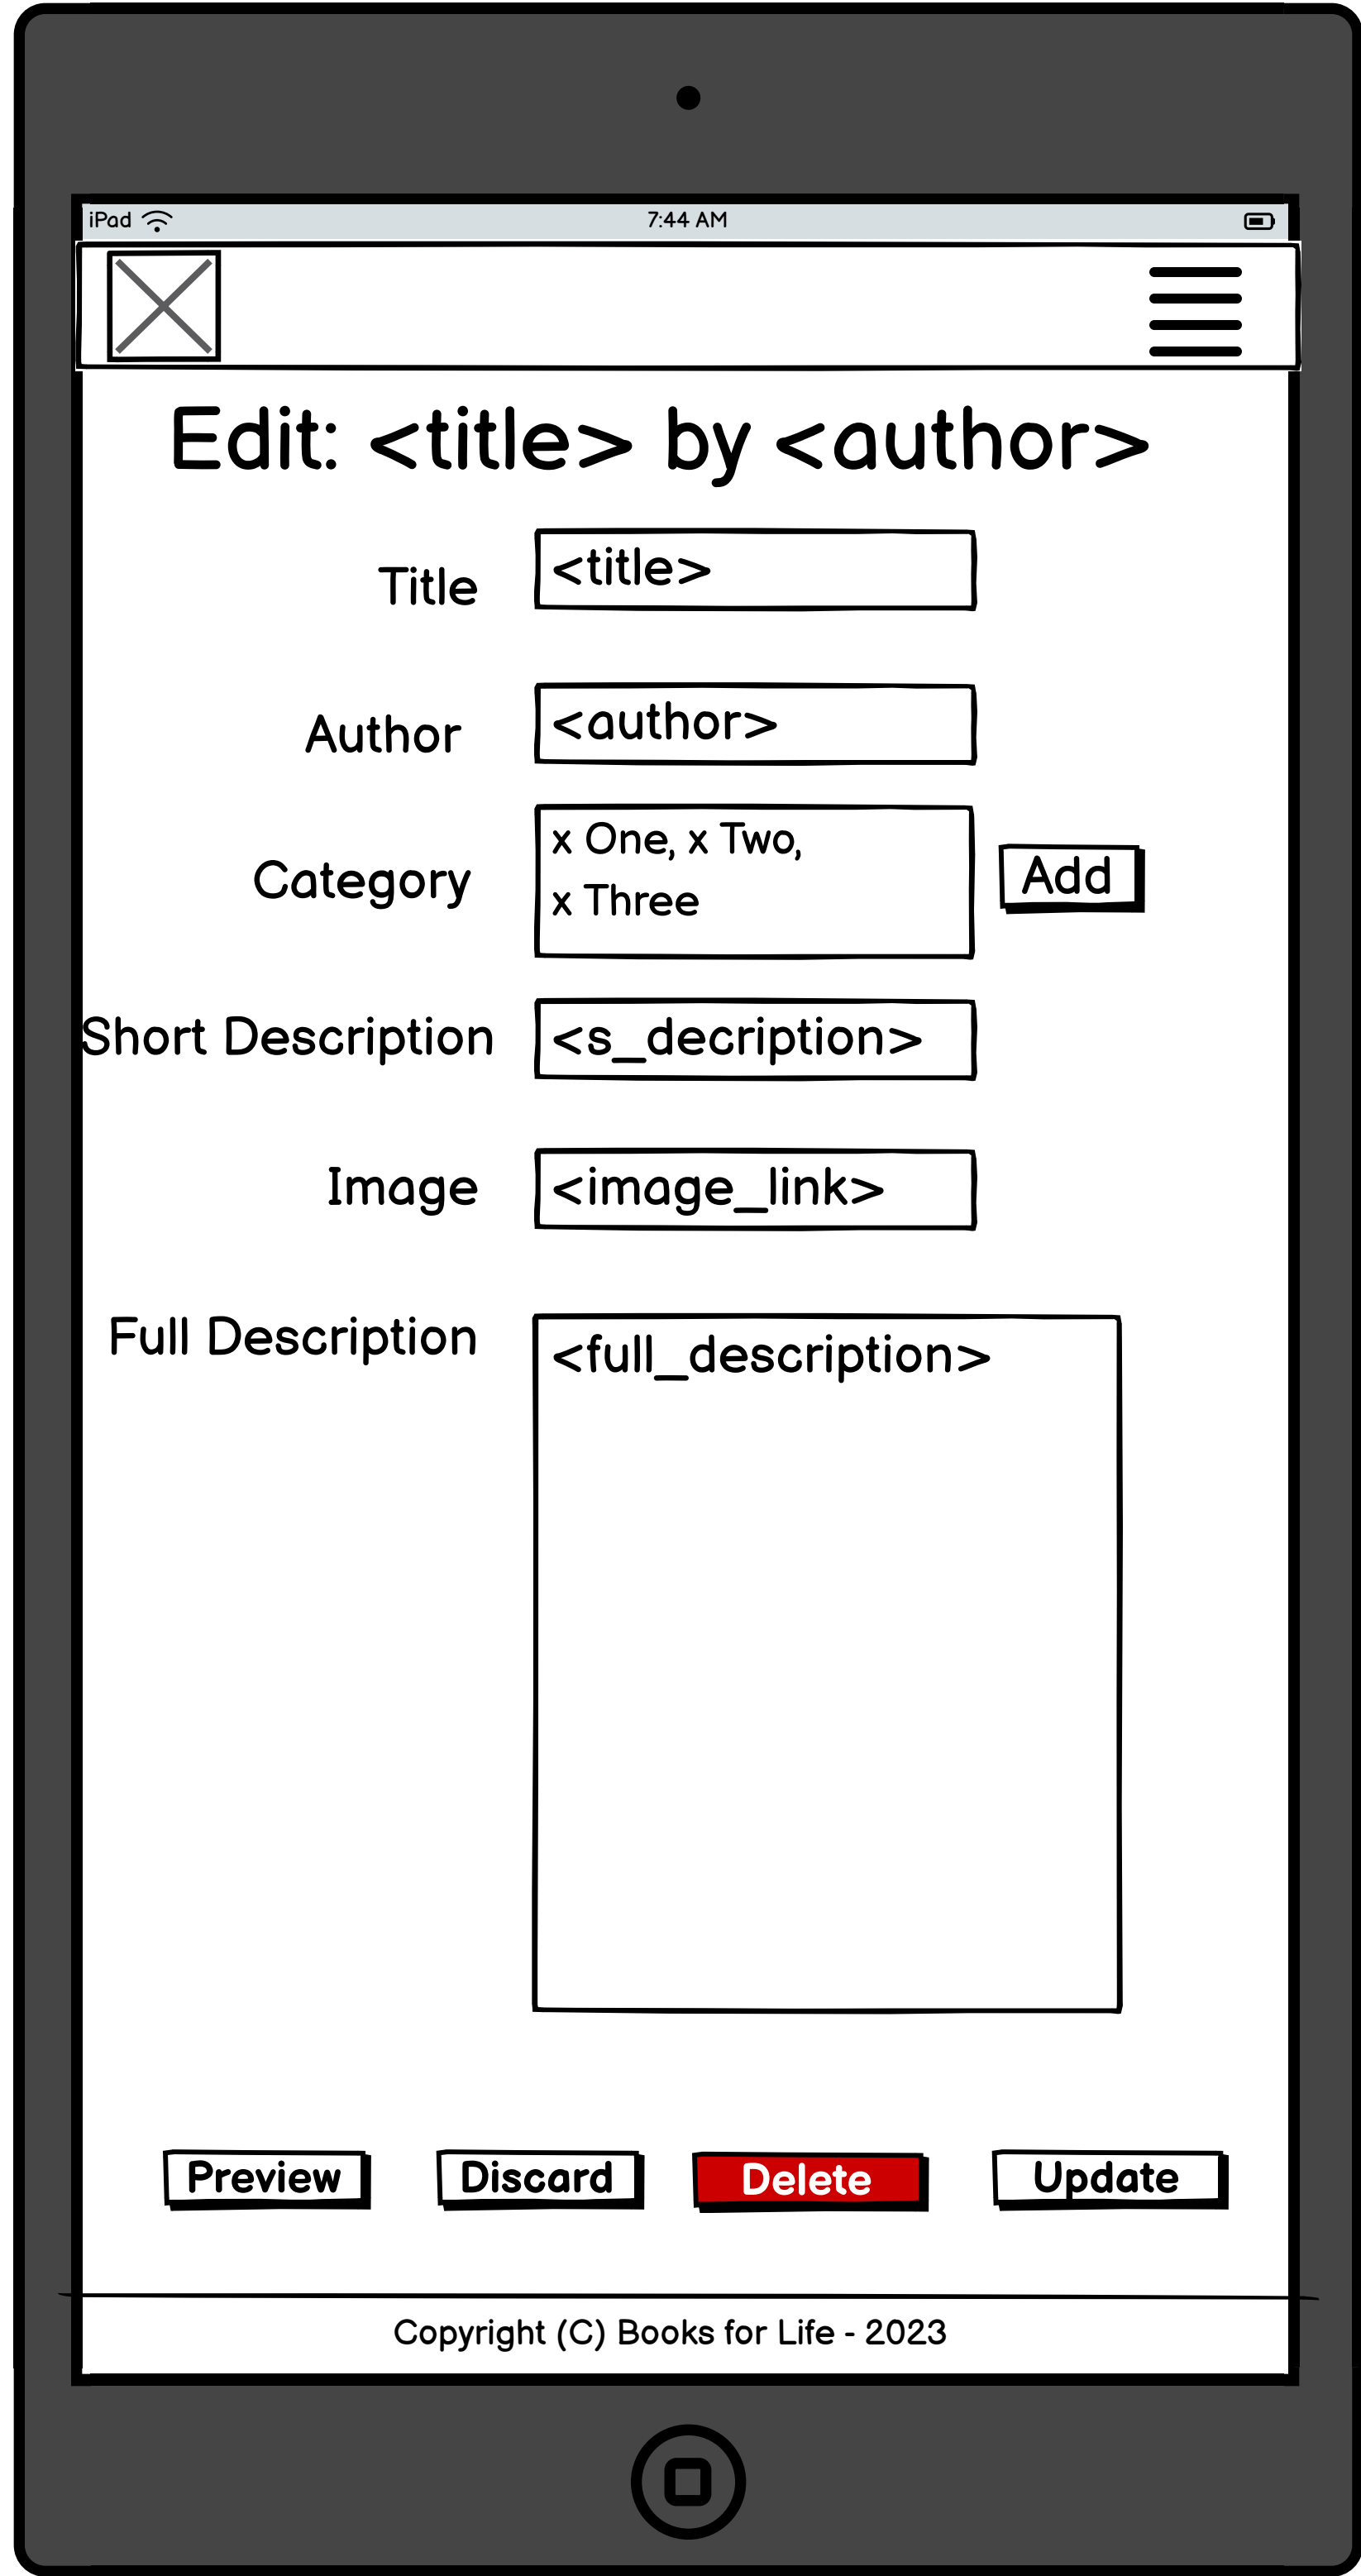 iPad
7:44 AM
Edit: <title> by <author>
Title
<title>
Author
<author>
Category
x One, x Two,
x Three
Add
Short Description
<s_decription>
Image
<image_link>
Full Description
<full_description>
Preview
Discard
Delete
Update
Copyright (C) Books for Life - 2023